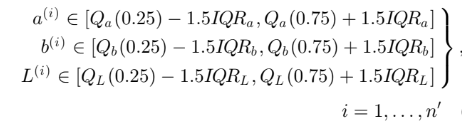 a^{(i)} ∈ [Q_a(0.25) − 1.5IQR_a, Q_a(0.75) + 1.5IQR_a]
b^{(i)} ∈ [Q_b(0.25) − 1.5IQR_b, Q_b(0.75) + 1.5IQR_b] } ,
L^{(i)} ∈ [Q_L(0.25) − 1.5IQR_L, Q_L(0.75) + 1.5IQR_L]
i = 1, . . . , n′ (